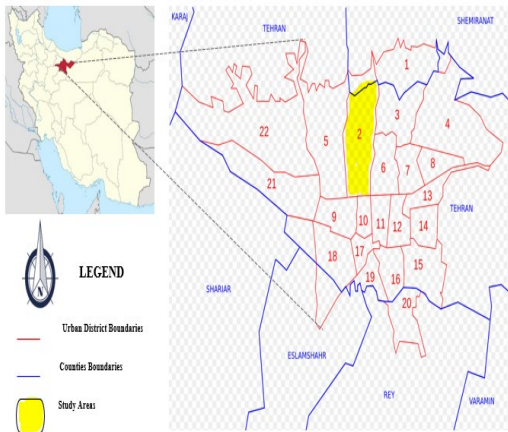 KARAJ
TEHRAN
SHEMIRANAT
1
3
4
2
22
5
6
7
8
21
13
TEHRAN
9
10
11
12
14
18
17
15
19
16
20
SHARIAR
ESLAMSHAHR
REY
VARAMIN
LEGEND
Urban District Boundaries
Counties Boundaries
Study Areas